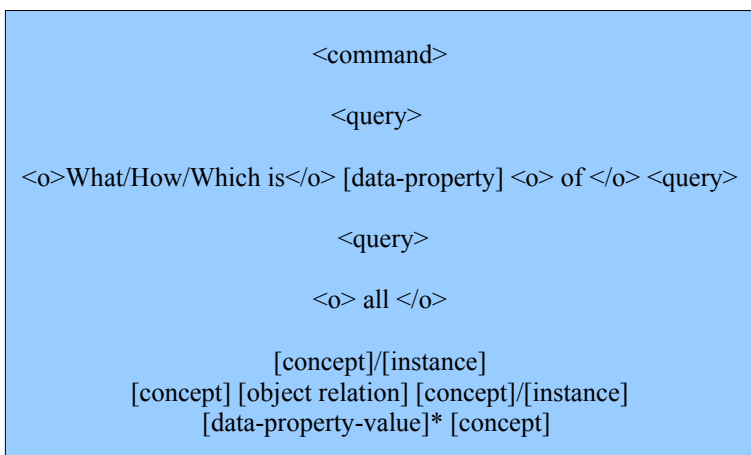 <command>
<query>
<o>What/How/Which is</o> [data-property] <o> of </o> <query>
<query>
<o> all </o>
[concept]/[instance]
[concept] [object relation] [concept]/[instance]
[data-property-value]* [concept]